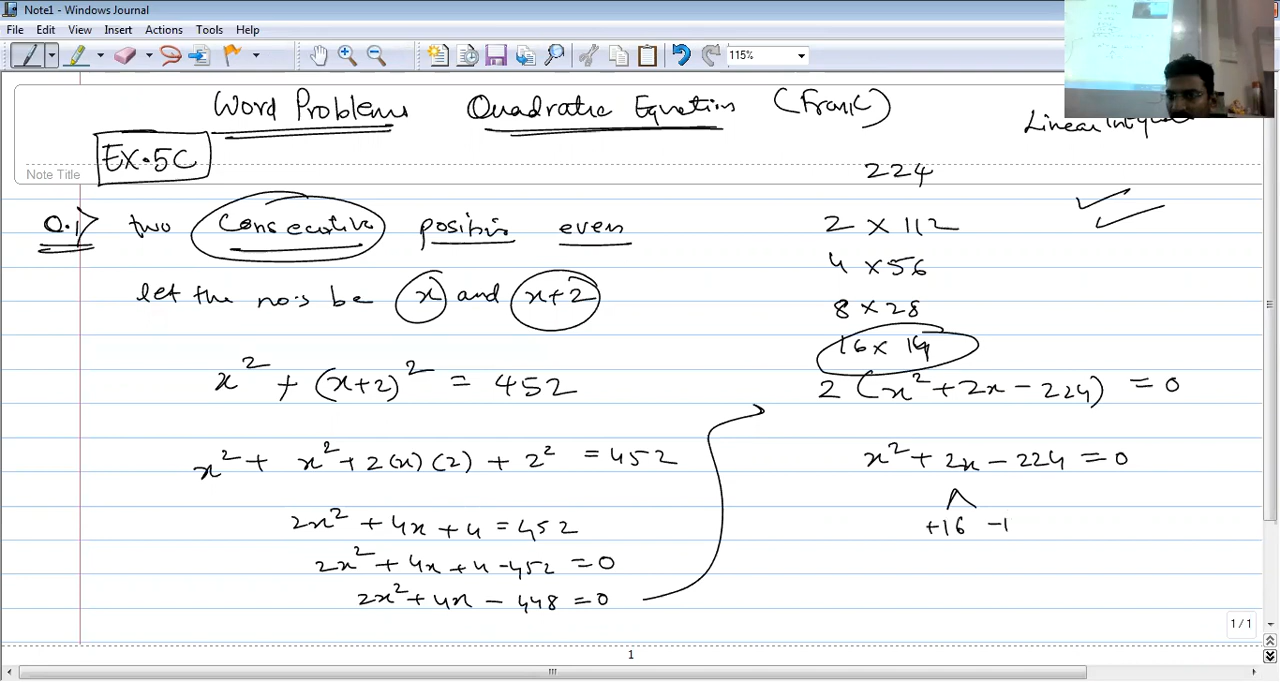 Note1 - Windows Journal
File Edit View Insert Actions Tools Help
115%
Word Problems Quadratic Equation (Frank)
Linear
EX.5C
Note Title
224
Q.1> two Consecutive positive even
2 x 112
4 x 56
let the no.s be x and x+2
8 x 28
16 x 14
x² + (x+2)² = 452
2 (x² + 2x - 224) = 0
x² + x² + 2(x)(2) + 2² = 452
x² + 2x - 224 = 0
2x² + 4x + 4 = 452
+16 -1
2x² + 4x + 4 - 452 = 0
2x² + 4x - 448 = 0
1 / 1
1